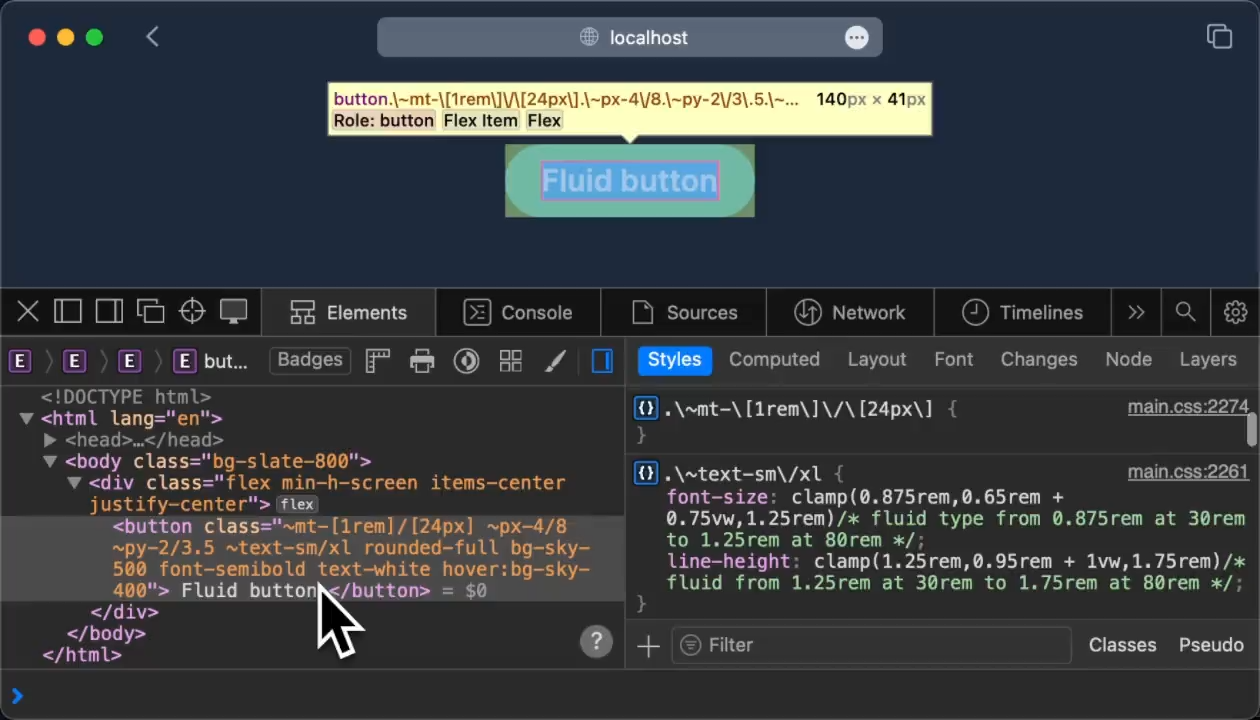 localhost
button.\~mt-\[1rem\]\/\[24px\].\~px-4\/8.\~py-2\/3\.5.\~... 140px × 41px
Role: button Flex Item Flex
Fluid button
Elements Console Sources Network Timelines
E E E E but... Badges
Styles Computed Layout Font Changes Node Layers
<!DOCTYPE html>
<html lang="en">
<head>…</head>
<body class="bg-slate-800">
<div class="flex min-h-screen items-center
justify-center"> flex
<button class="~mt-[1rem]/[24px] ~px-4/8
~py-2/3.5 ~text-sm/xl rounded-full bg-sky-
500 font-semibold text-white hover:bg-sky-
400"> Fluid button </button> = $0
</div>
</body>
</html>
?
{} .\~mt-\[1rem\]\/\[24px\] { main.css:2274
}
{} .\~text-sm\/xl { main.css:2261
font-size: clamp(0.875rem,0.65rem +
0.75vw,1.25rem)/* fluid type from 0.875rem at 30rem
to 1.25rem at 80rem */;
line-height: clamp(1.25rem,0.95rem + 1vw,1.75rem)/*
fluid from 1.25rem at 30rem to 1.75rem at 80rem */;
}
Filter Classes Pseudo